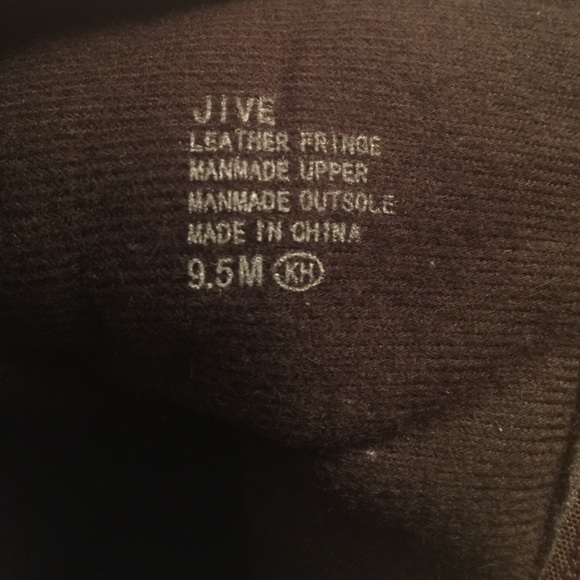 JIVE
LEATHER FRINGE
MANMADE UPPER
MANMADE OUTSOLE
MADE IN CHINA
9.5M KH